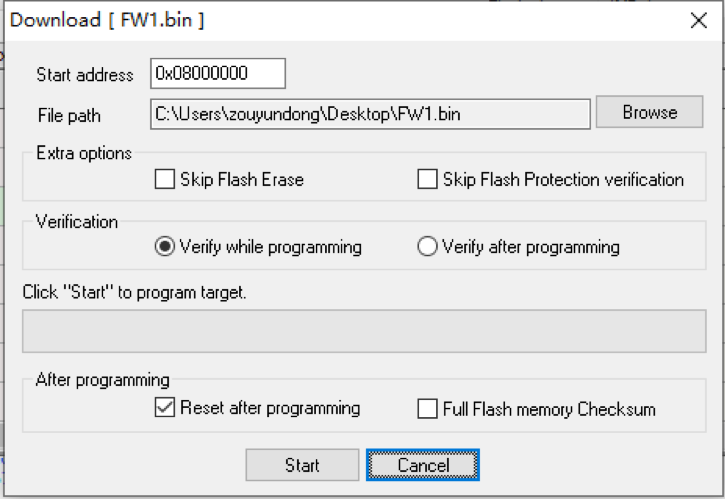 Download [ FW1.bin ]
Start address 0x08000000
File path C:\Users\zouyundong\Desktop\FW1.bin Browse
Extra options
Skip Flash Erase Skip Flash Protection verification
Verification
Verify while programming Verify after programming
Click "Start" to program target.
After programming
Reset after programming Full Flash memory Checksum
Start Cancel